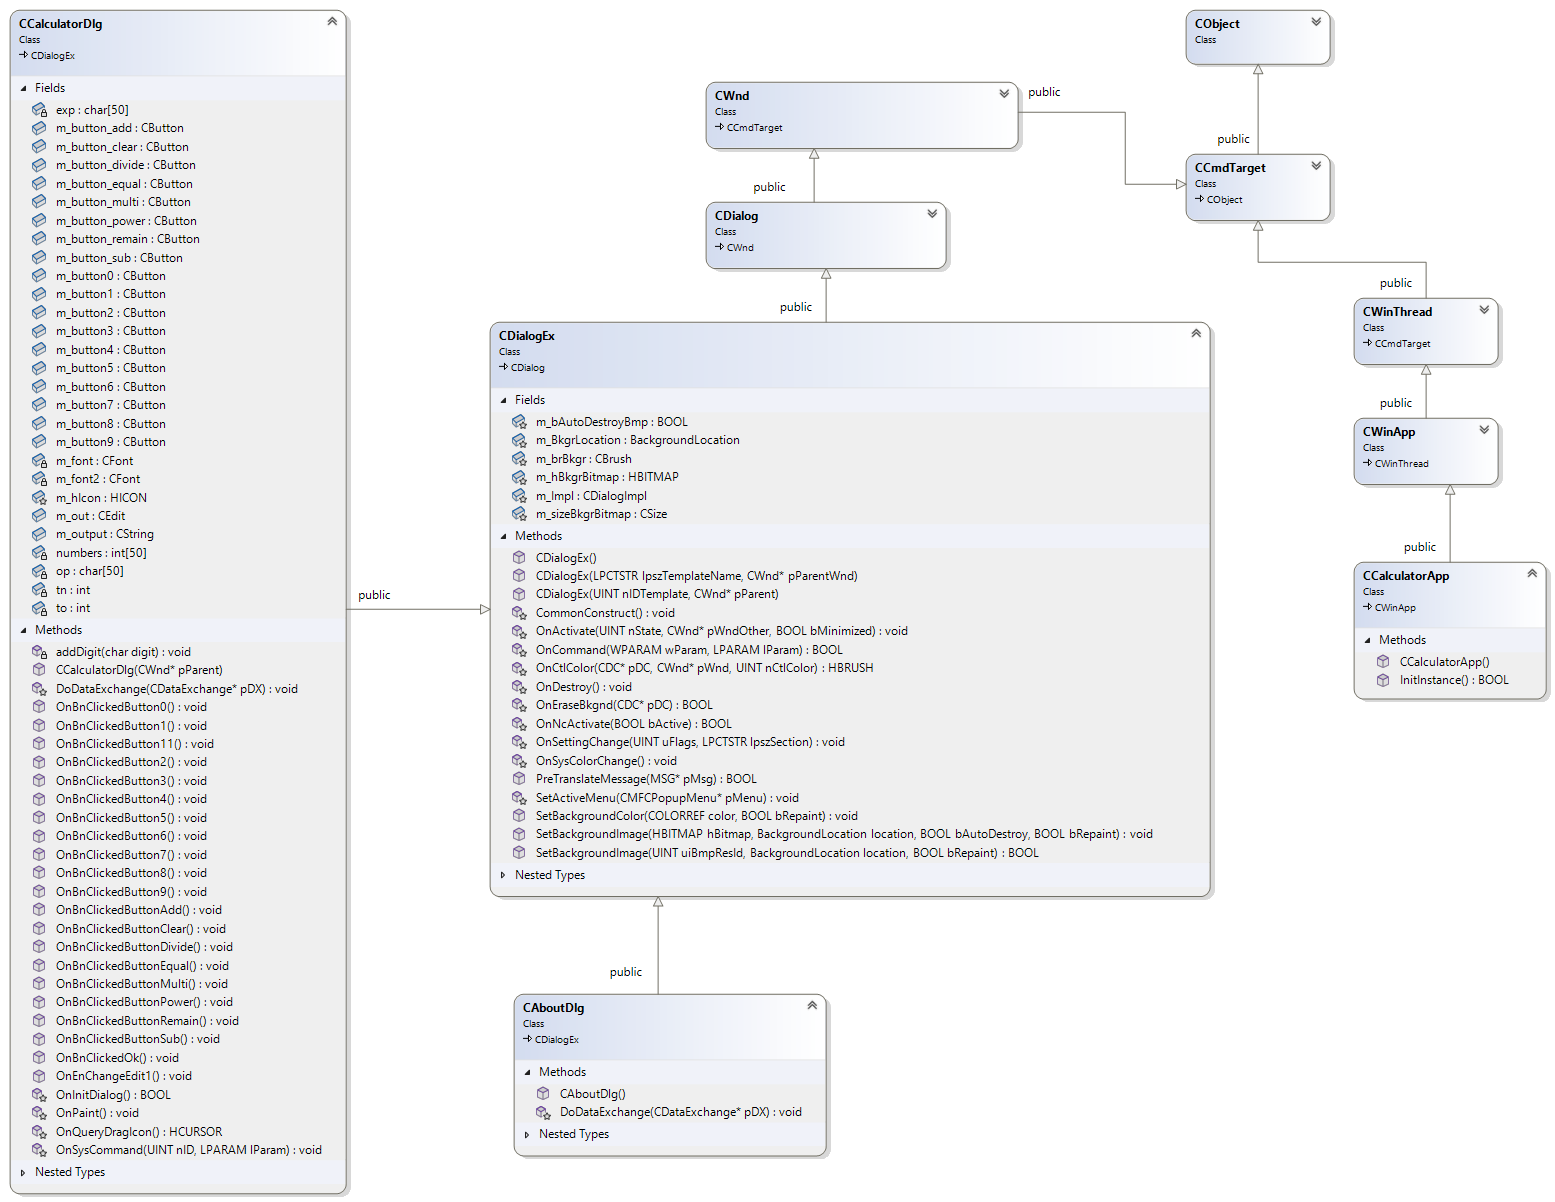 CCalculatorDlg
Class
CDialogEx
Fields
exp : char[50]
m_button_add : CButton
m_button_clear : CButton
m_button_divide : CButton
m_button_equal : CButton
m_button_multi : CButton
m_button_power : CButton
m_button_remain : CButton
m_button_sub : CButton
m_button0 : CButton
m_button1 : CButton
m_button2 : CButton
m_button3 : CButton
m_button4 : CButton
m_button5 : CButton
m_button6 : CButton
m_button7 : CButton
m_button8 : CButton
m_button9 : CButton
m_font : CFont
m_font2 : CFont
m_hIcon : HICON
m_out : CEdit
m_output : CString
numbers : int[50]
op : char[50]
tn : int
to : int
Methods
addDigit(char digit) : void
CCalculatorDlg(CWnd* pParent)
DoDataExchange(CDataExchange* pDX) : void
OnBnClickedButton0() : void
OnBnClickedButton1() : void
OnBnClickedButton11() : void
OnBnClickedButton2() : void
OnBnClickedButton3() : void
OnBnClickedButton4() : void
OnBnClickedButton5() : void
OnBnClickedButton6() : void
OnBnClickedButton7() : void
OnBnClickedButton8() : void
OnBnClickedButton9() : void
OnBnClickedButtonAdd() : void
OnBnClickedButtonClear() : void
OnBnClickedButtonDivide() : void
OnBnClickedButtonEqual() : void
OnBnClickedButtonMulti() : void
OnBnClickedButtonPower() : void
OnBnClickedButtonRemain() : void
OnBnClickedButtonSub() : void
OnBnClickedOk() : void
OnEnChangeEdit1() : void
OnInitDialog() : BOOL
OnPaint() : void
OnQueryDragIcon() : HCURSOR
OnSysCommand(UINT nID, LPARAM lParam) : void
Nested Types
public
CWnd
Class
CCmdTarget
public
public
CDialog
Class
CWnd
public
CDialogEx
Class
CDialog
Fields
m_bAutoDestroyBmp : BOOL
m_BkgrLocation : BackgroundLocation
m_brBkgr : CBrush
m_hBkgrBitmap : HBITMAP
m_Impl : CDialogImpl
m_sizeBkgrBitmap : CSize
Methods
CDialogEx()
CDialogEx(LPCTSTR lpszTemplateName, CWnd* pParentWnd)
CDialogEx(UINT nIDTemplate, CWnd* pParent)
CommonConstruct() : void
OnActivate(UINT nState, CWnd* pWndOther, BOOL bMinimized) : void
OnCommand(WPARAM wParam, LPARAM lParam) : BOOL
OnCtlColor(CDC* pDC, CWnd* pWnd, UINT nCtlColor) : HBRUSH
OnDestroy() : void
OnEraseBkgnd(CDC* pDC) : BOOL
OnNcActivate(BOOL bActive) : BOOL
OnSettingChange(UINT uFlags, LPCTSTR lpszSection) : void
OnSysColorChange() : void
PreTranslateMessage(MSG* pMsg) : BOOL
SetActiveMenu(CMFCPopupMenu* pMenu) : void
SetBackgroundColor(COLORREF color, BOOL bRepaint) : void
SetBackgroundImage(HBITMAP hBitmap, BackgroundLocation location, BOOL bAutoDestroy, BOOL bRepaint) : void
SetBackgroundImage(UINT uiBmpResId, BackgroundLocation location, BOOL bRepaint) : BOOL
Nested Types
public
CAboutDlg
Class
CDialogEx
Methods
CAboutDlg()
DoDataExchange(CDataExchange* pDX) : void
Nested Types
CObject
Class
public
CCmdTarget
Class
CObject
public
CWinThread
Class
CCmdTarget
public
CWinApp
Class
CWinThread
public
CCalculatorApp
Class
CWinApp
Methods
CCalculatorApp()
InitInstance() : BOOL